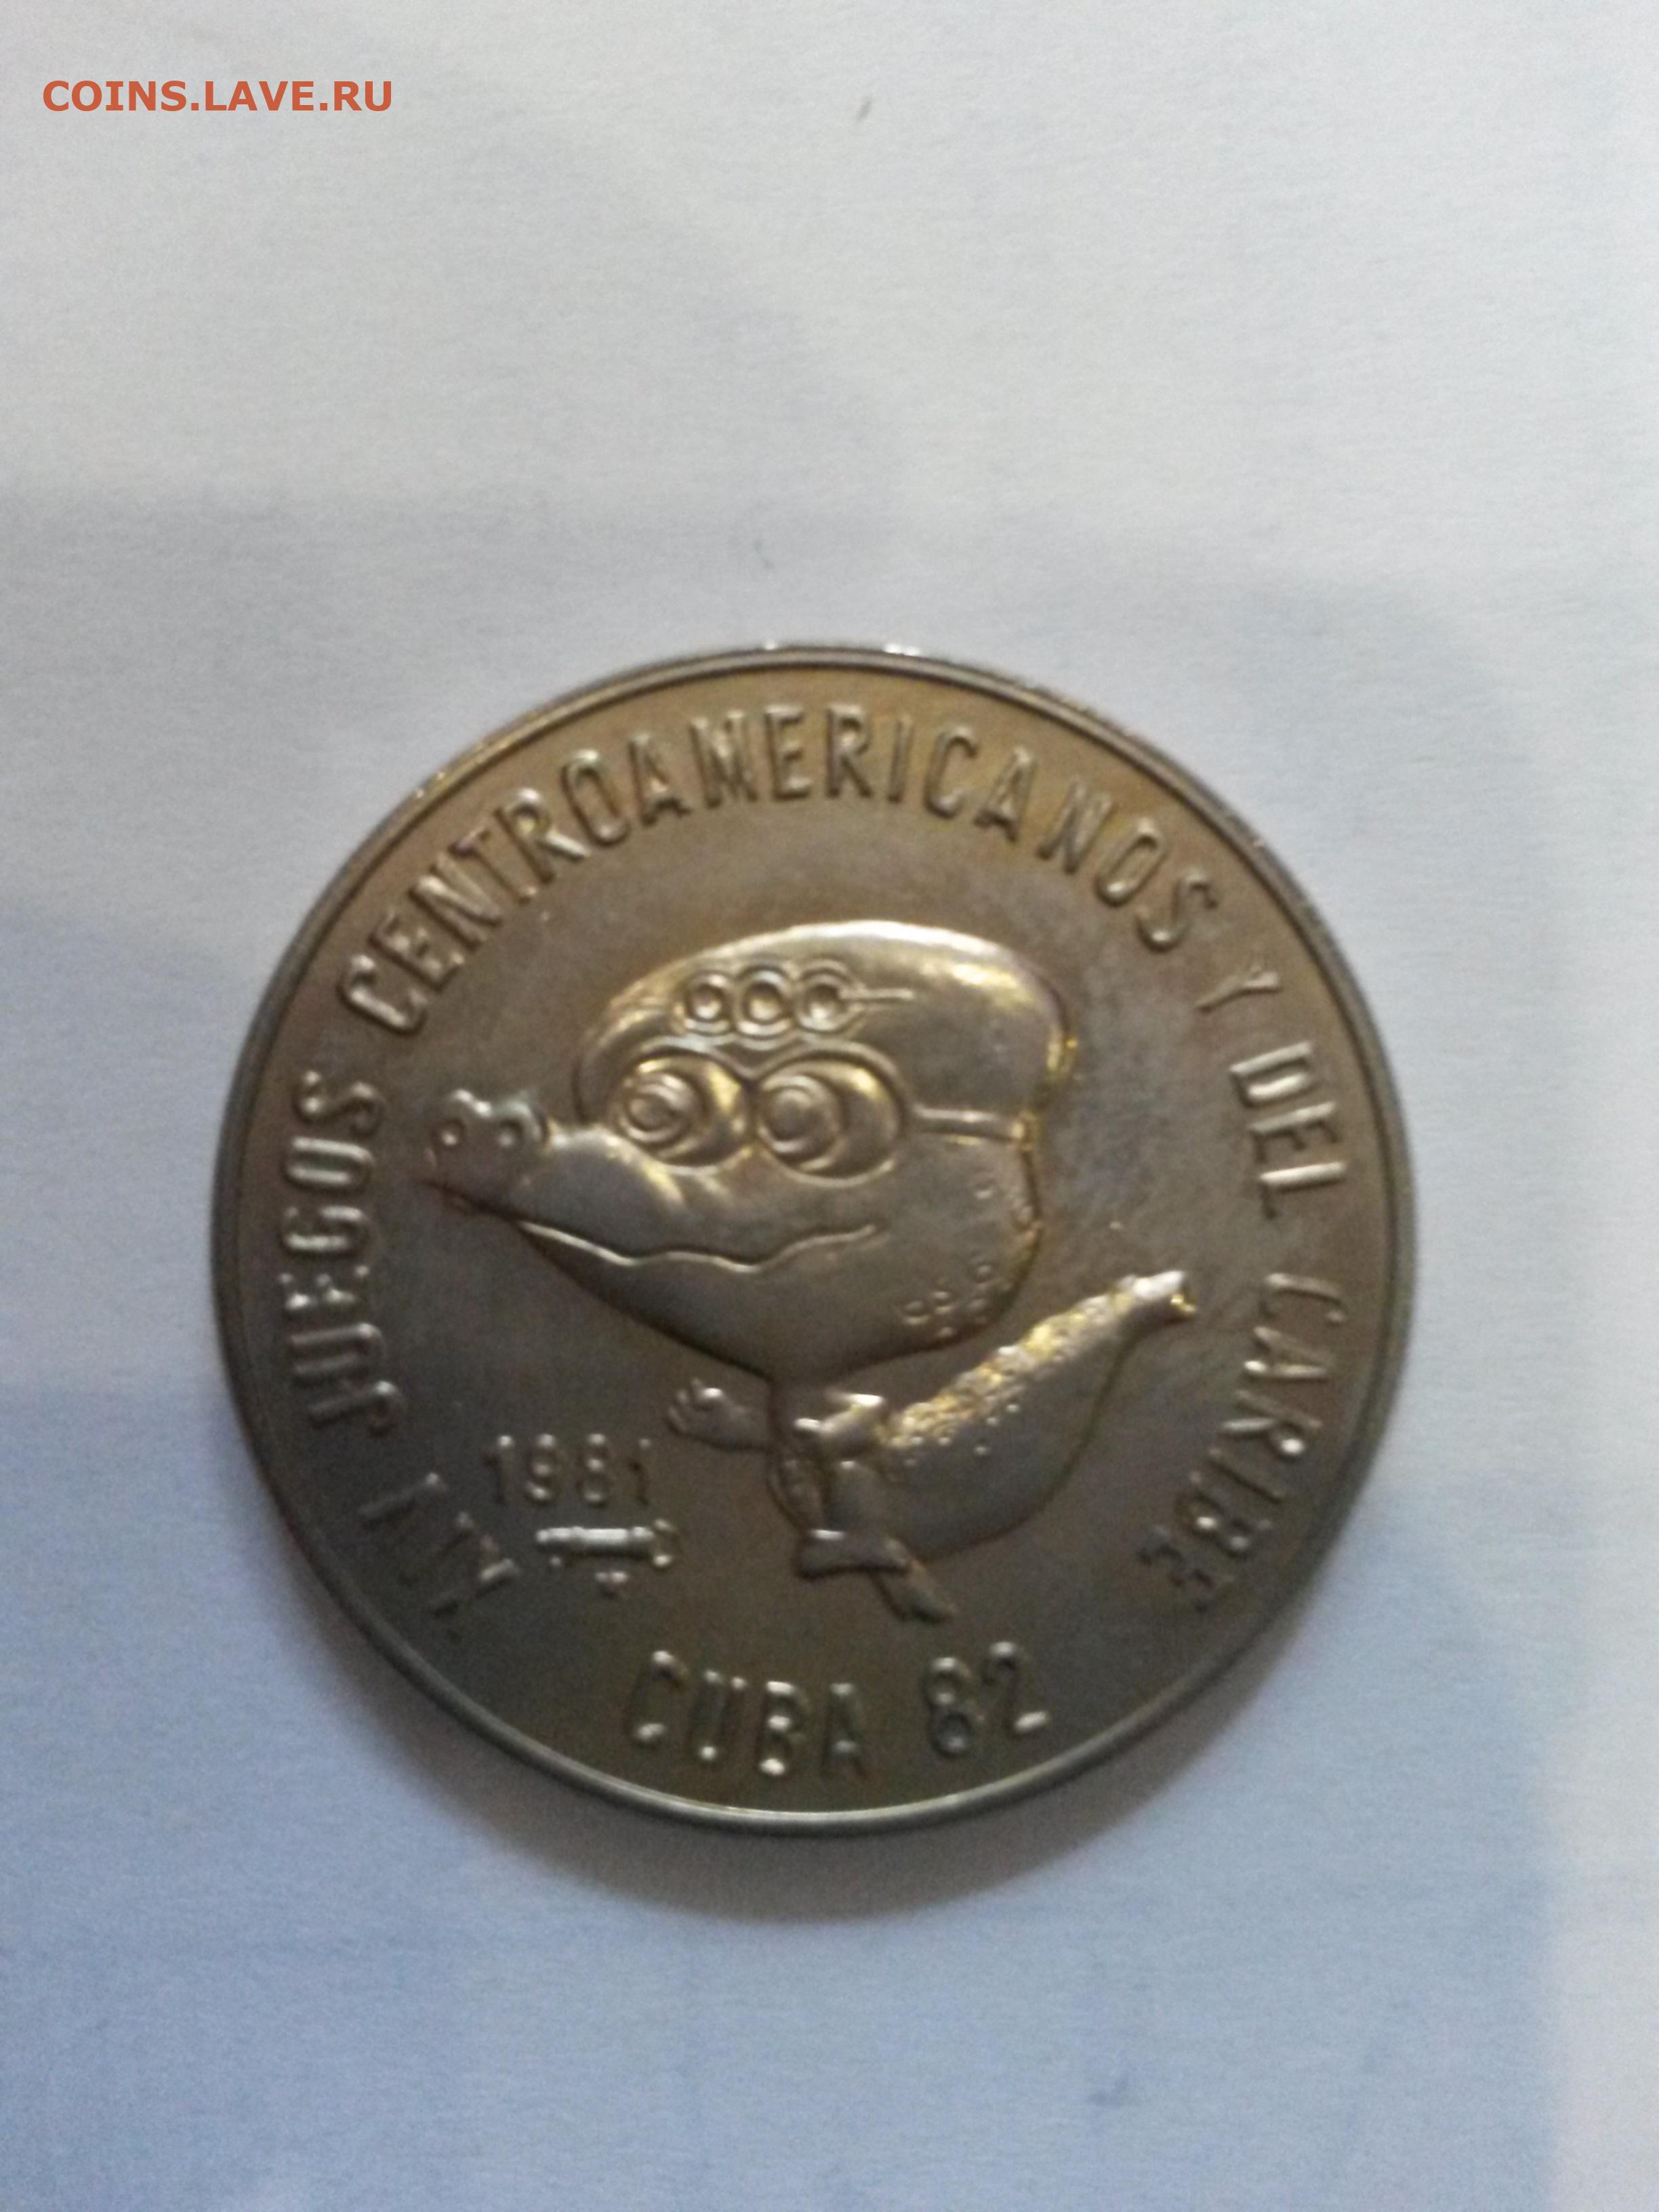 COINS.LAVE.RU
XIV JUEGOS CENTROAMERICANOS Y DEL CARIBE
1981
CUBA 82